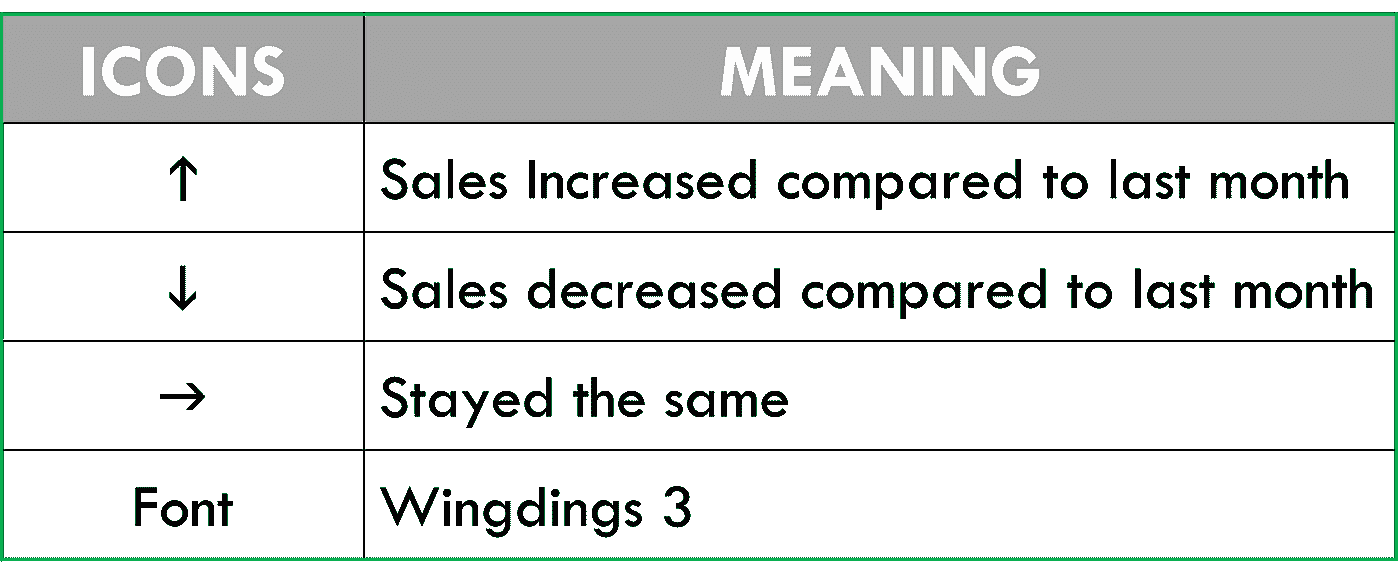 ICONS MEANING
↑ Sales Increased compared to last month
↓ Sales decreased compared to last month
→ Stayed the same
Font Wingdings 3